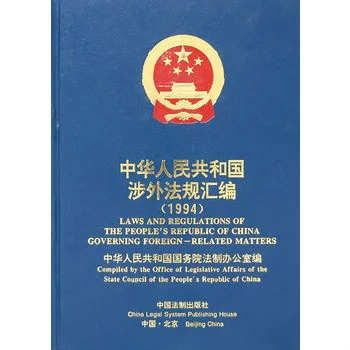 中华人民共和国
涉外法规汇编
(1994)
LAWS AND REGULATIONS OF
THE PEOPLE'S REPUBLIC OF CHINA
GOVERNING FOREIGN-RELATED MATTERS
中华人民共和国国务院法制办公室编
Compiled by the Office of Legislative Affairs of the
State Council of the People's Republic of China
中国法制出版社
China Legal System Publishing House
中国·北京 Beijing China